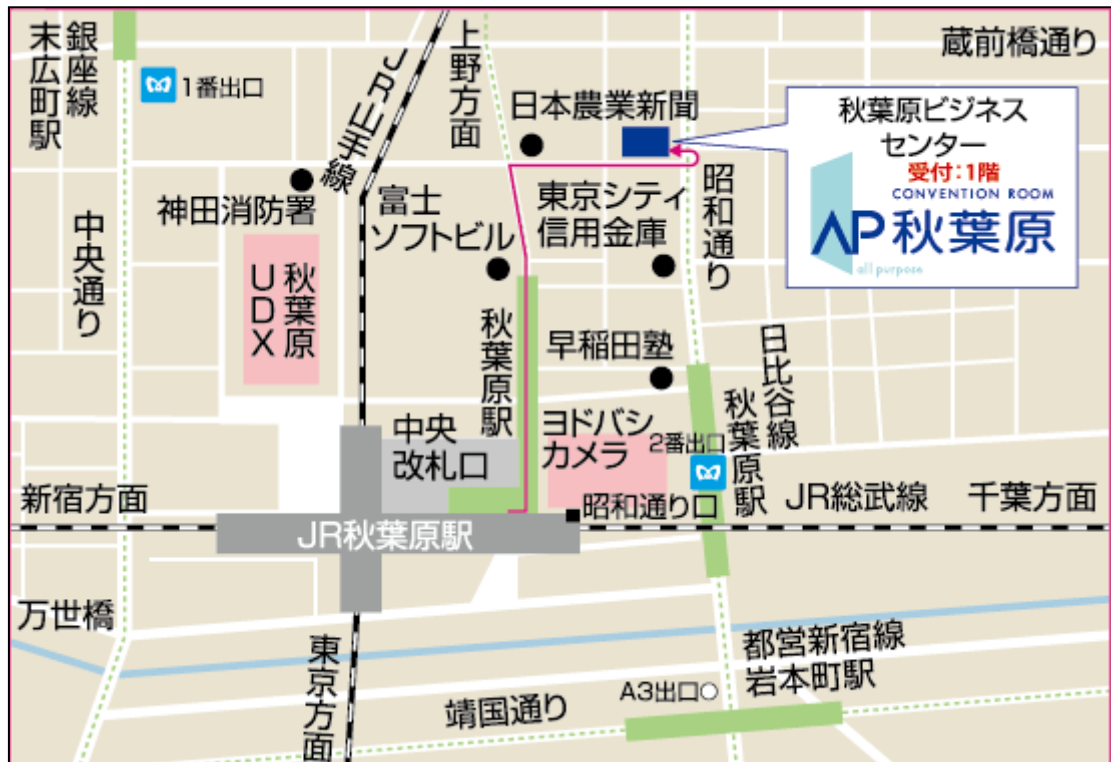 銀座線
末広町駅
1番出口
JR山手線
上野方面
蔵前橋通り
日本農業新聞
秋葉原ビジネス
センター
受付:1階
CONVENTION ROOM
AP秋葉原
all purpose
神田消防署
富士
ソフトビル
東京シティ
信用金庫
昭和通り
中央通り
秋葉原
UDX
秋葉原駅
早稲田塾
日比谷線
秋葉原駅
中央
改札口
ヨドバシ
カメラ
2番出口
新宿方面
昭和通り口
JR総武線
千葉方面
JR秋葉原駅
万世橋
東京方面
都営新宿線
岩本町駅
A3出口
靖国通り